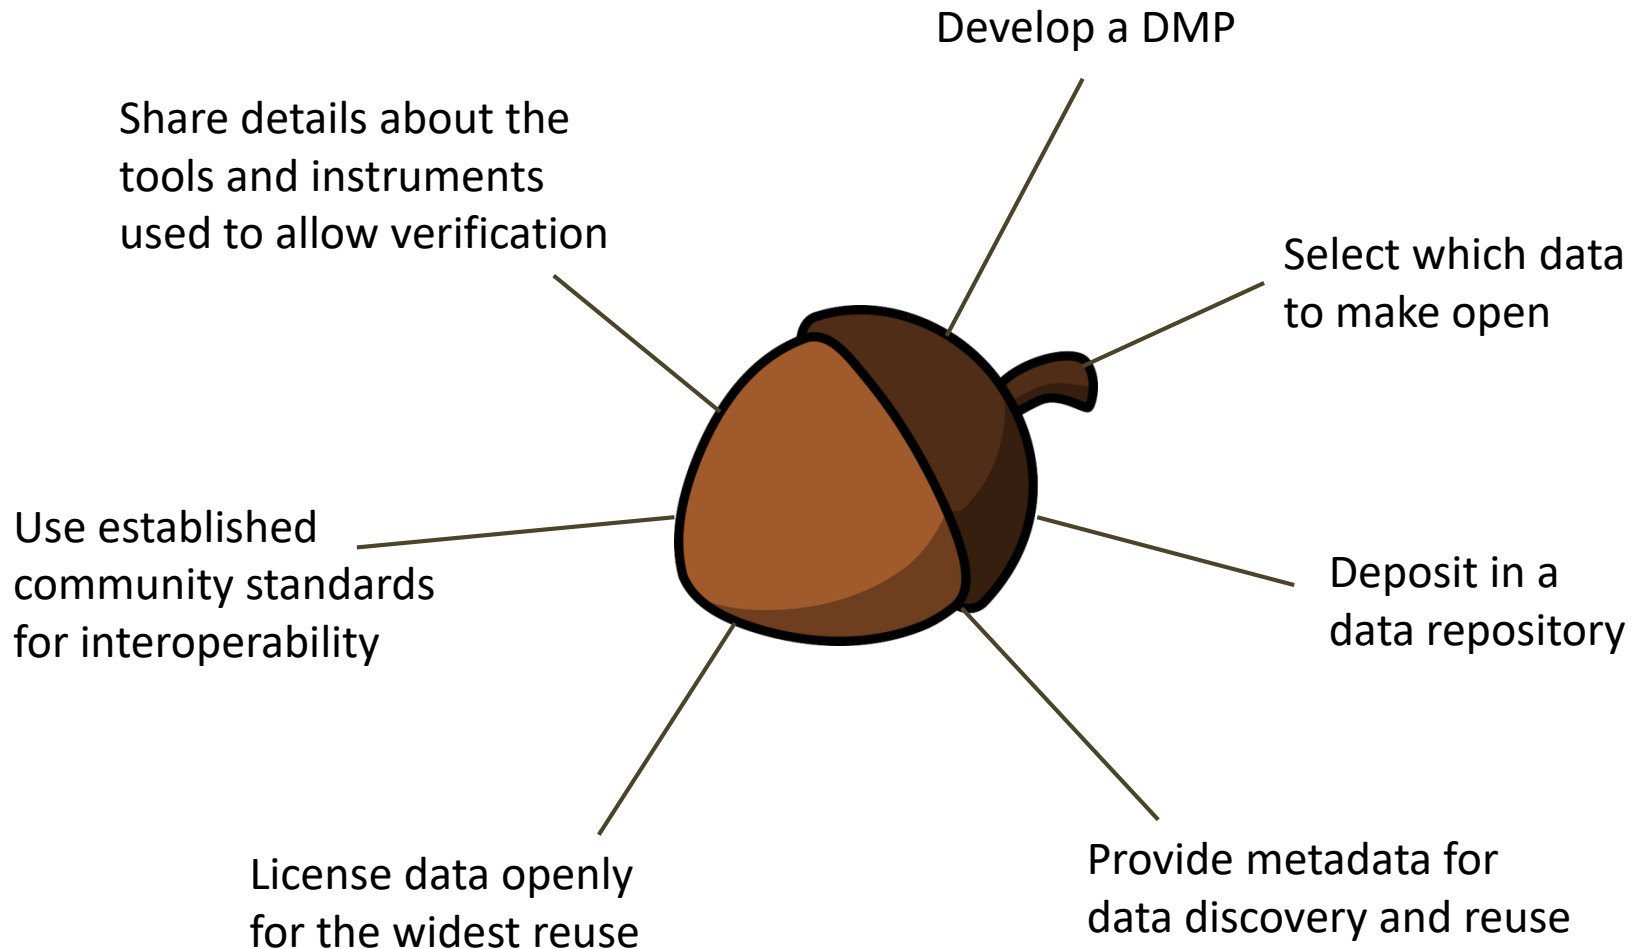 Develop a DMP
Share details about the
tools and instruments
used to allow verification
Select which data
to make open
Use established
community standards
for interoperability
Deposit in a
data repository
License data openly
for the widest reuse
Provide metadata for
data discovery and reuse